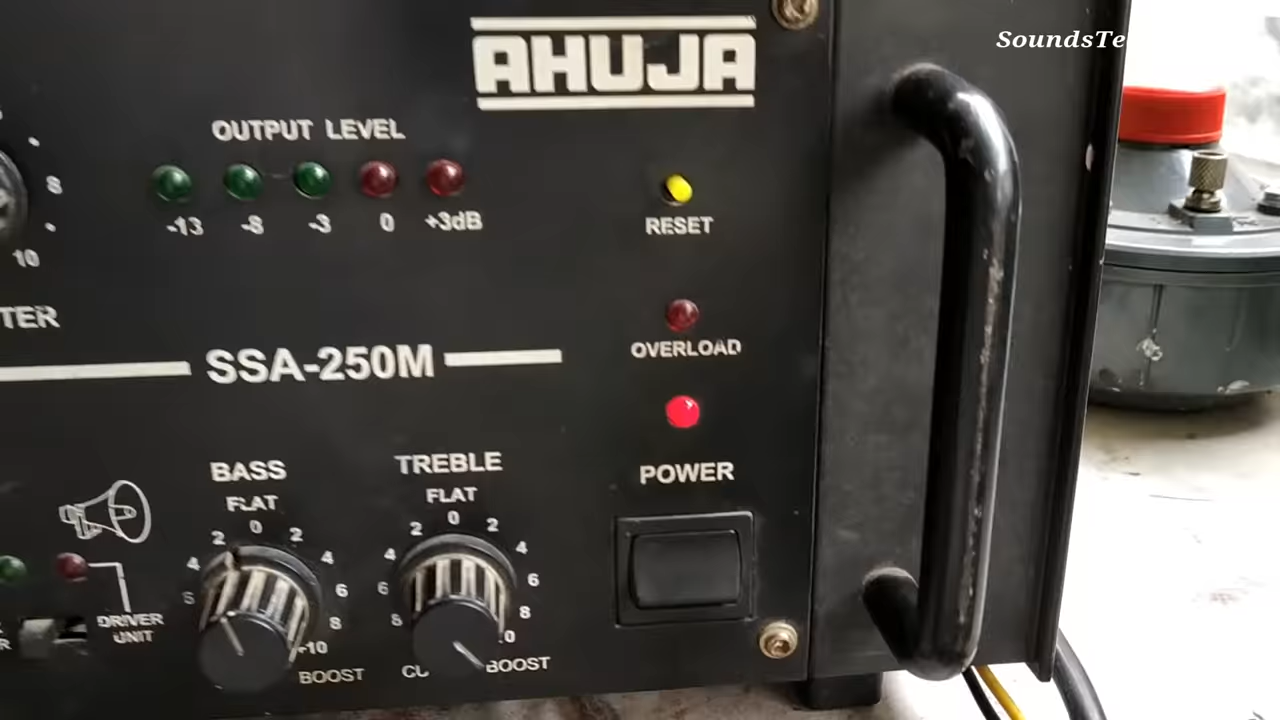 SoundsTe
AHUJA
OUTPUT LEVEL
-13 -8 -3 0 +3dB
8
10
RESET
TER
OVERLOAD
SSA-250M
POWER
BASS
FLAT
2 0 2
4 4
6
8
+10
BOOST
TREBLE
FLAT
2 0 2
4 4
6 6
8 8
BOOST
DRIVER
UNIT